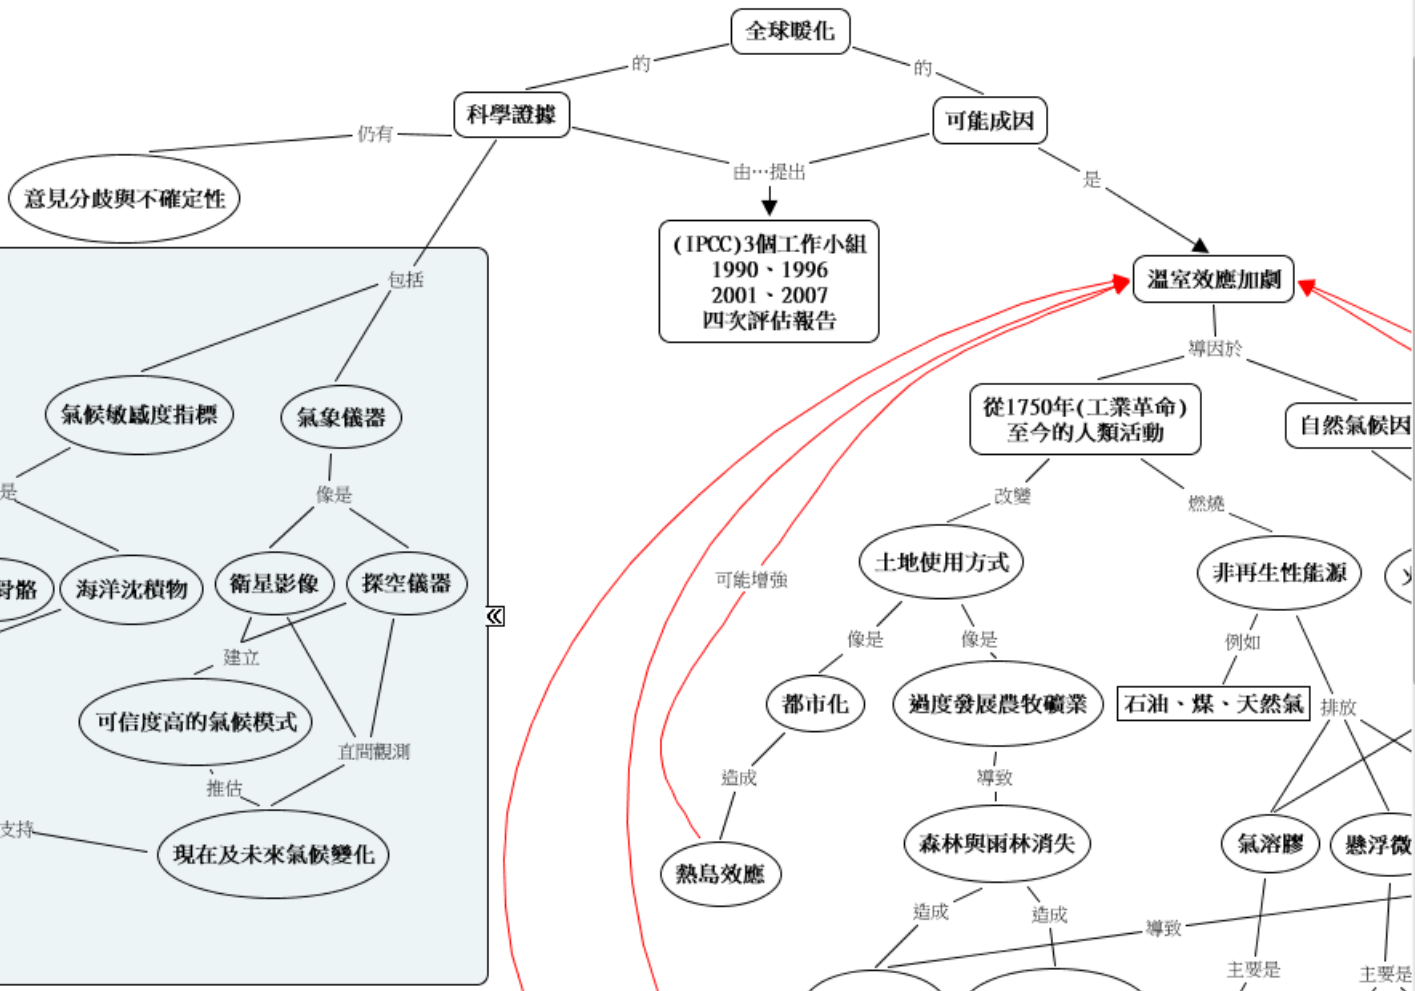 全球暖化
的
的
科學證據
可能成因
仍有
由…提出
是
意見分歧與不確定性
(IPCC)3個工作小組
1990、1996
2001、2007
四次評估報告
包括
溫室效應加劇
導因於
氣候敏感度指標
氣象儀器
從1750年(工業革命)
至今的人類活動
自然氣候因
是
像是
改變
燃燒
骨骼
海洋沈積物
衛星影像
探空儀器
可能增強
土地使用方式
非再生性能源
像是
像是
例如
建立
可信度高的氣候模式
都市化
過度發展農牧礦業
石油、煤、天然氣
排放
直間觀測
推估
造成
導致
支持
現在及未來氣候變化
熱島效應
森林與雨林消失
氣溶膠
懸浮微
造成
造成
導致
主要是
主要是